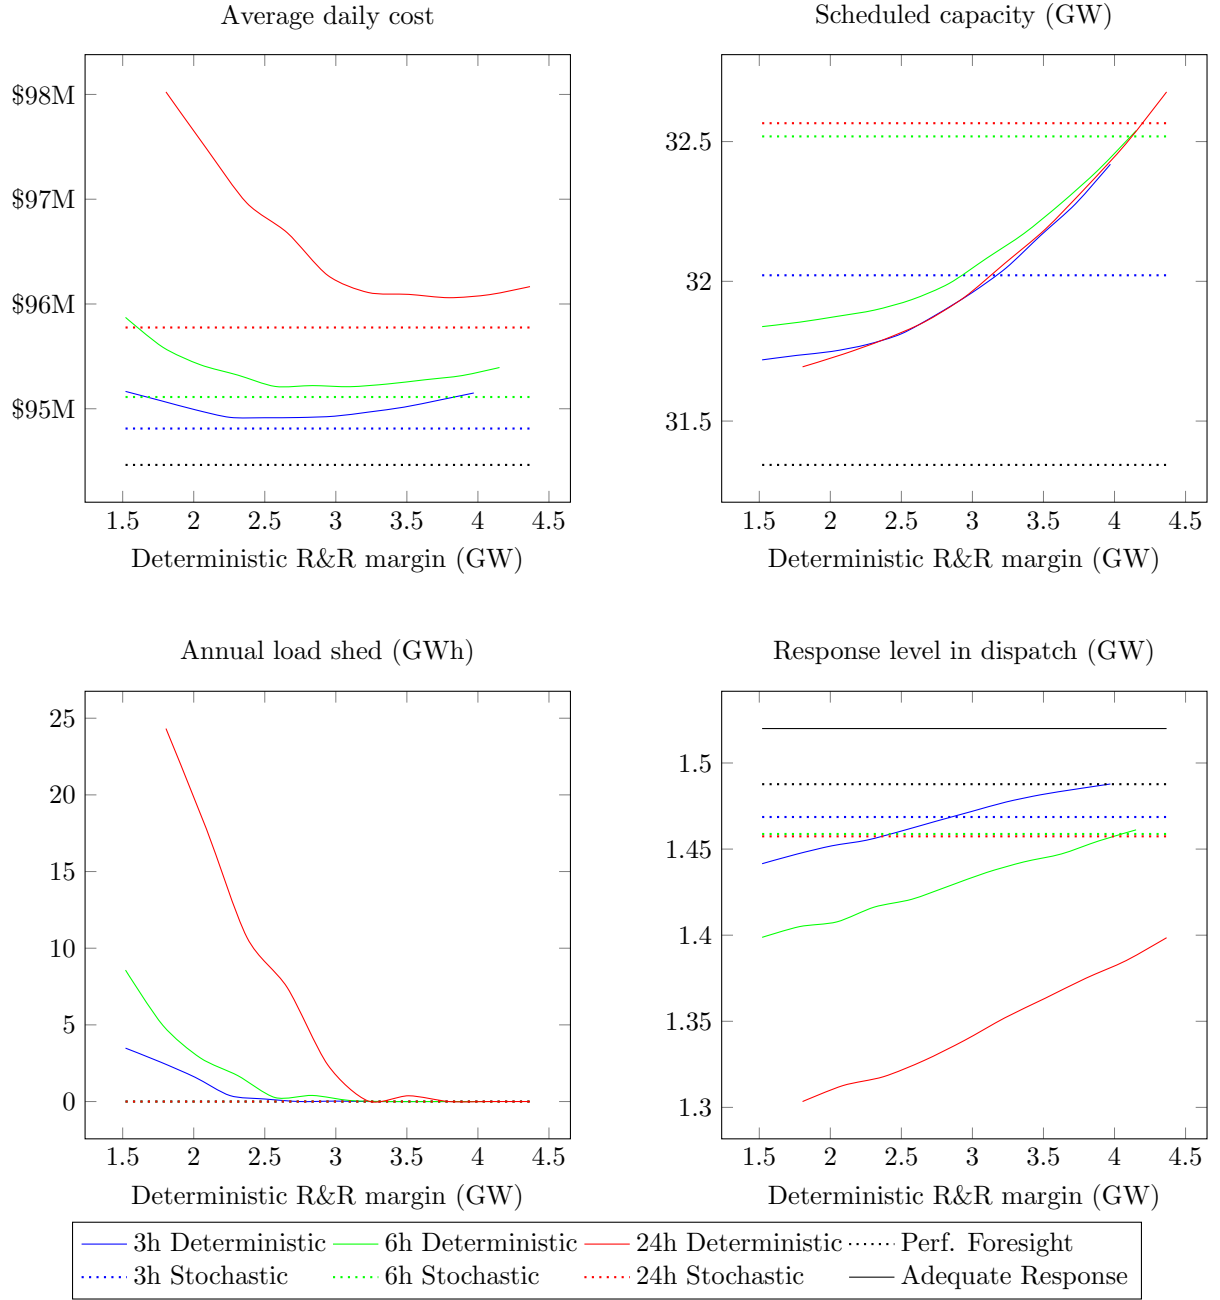 Average daily cost
$98M
$97M
$96M
$95M
1.5 2 2.5 3 3.5 4 4.5
Deterministic R&R margin (GW)
Scheduled capacity (GW)
32.5
32
31.5
1.5 2 2.5 3 3.5 4 4.5
Deterministic R&R margin (GW)
Annual load shed (GWh)
25
20
15
10
5
0
1.5 2 2.5 3 3.5 4 4.5
Deterministic R&R margin (GW)
Response level in dispatch (GW)
1.5
1.45
1.4
1.35
1.3
1.5 2 2.5 3 3.5 4 4.5
Deterministic R&R margin (GW)
3h Deterministic 6h Deterministic 24h Deterministic Perf. Foresight
3h Stochastic 6h Stochastic 24h Stochastic Adequate Response